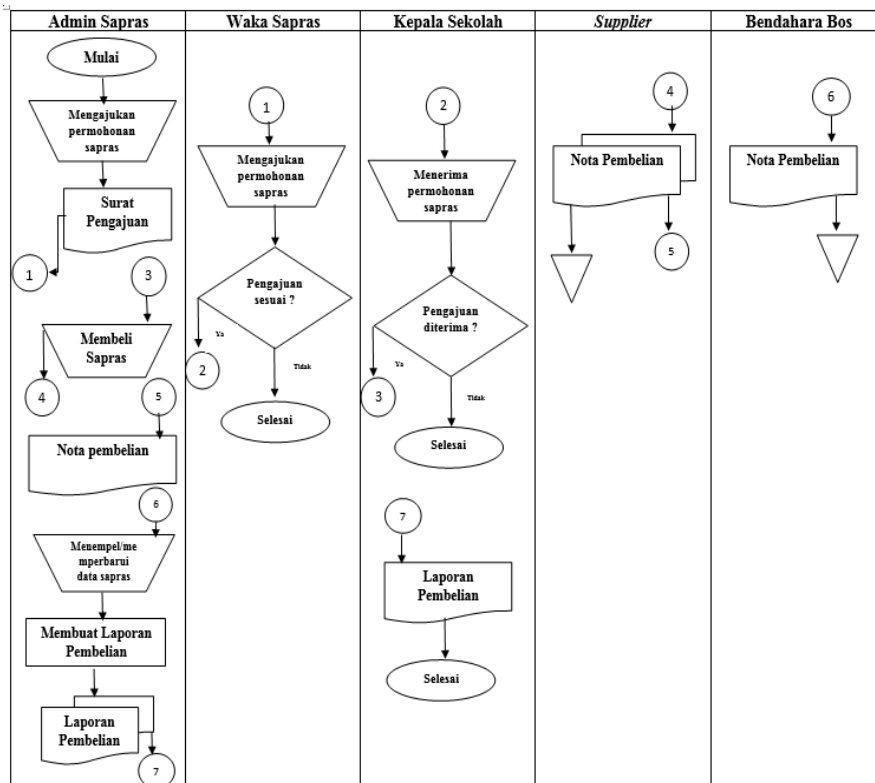 Admin Sapras
Mulai
Mengajukan
permohonan
sapras
Surat
Pengajuan
1
3
Membeli
Sapras
4
5
Nota pembelian
6
Menempel/me
mperbarui
data sapras
Membuat Laporan
Pembelian
Laporan
Pembelian
7
Waka Sapras
1
Mengajukan
permohonan
sapras
Pengajuan
sesuai ?
Ya
2
Tidak
Selesai
Kepala Sekolah
2
Menerima
permohonan
sapras
Pengajuan
diterima ?
Ya
3
Tidak
Selesai
7
Laporan
Pembelian
Selesai
Supplier
4
Nota Pembelian
5
Bendahara Bos
6
Nota Pembelian